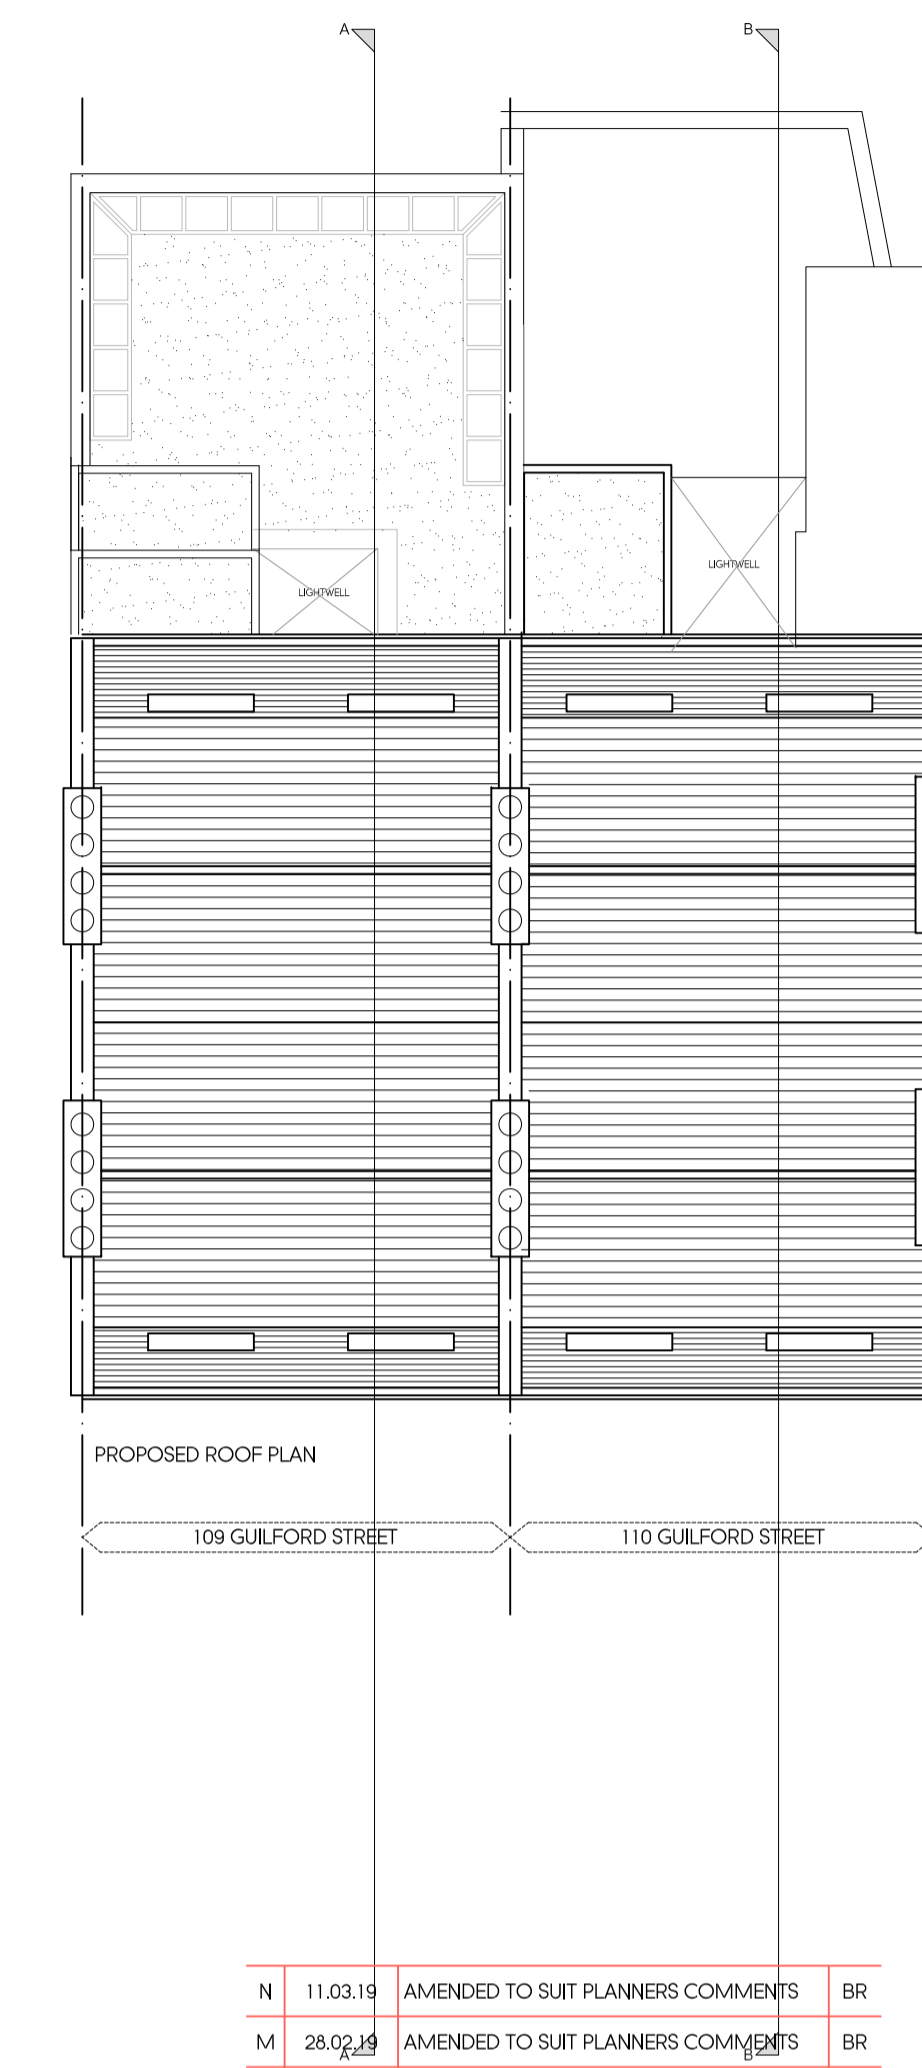 A B
LIGHTWELL
LIGHTWELL
PROPOSED ROOF PLAN
109 GUILFORD STREET 110 GUILFORD STREET
N 11.03.19 AMENDED TO SUIT PLANNERS COMMENTS BR
M 28.02.19 AMENDED TO SUIT PLANNERS COMMENTS BR
A B